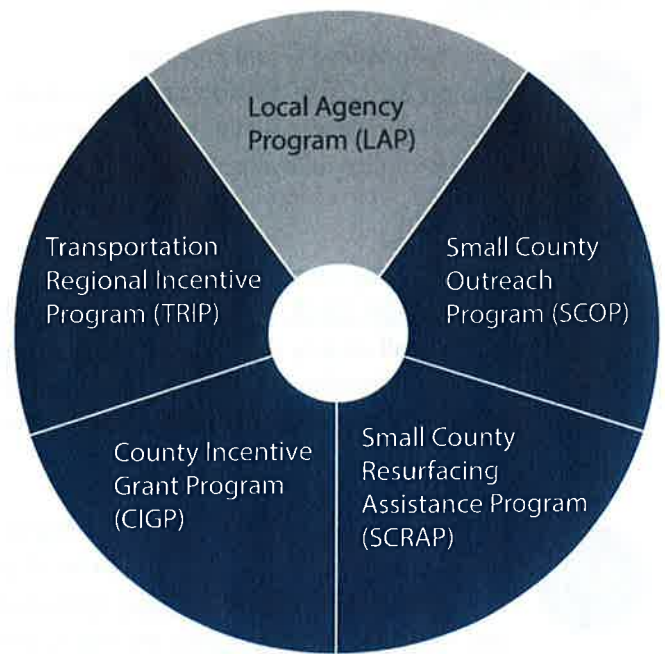 Local Agency
Program (LAP)
Transportation
Regional Incentive
Program (TRIP)
Small County
Outreach
Program (SCOP)
County Incentive
Grant Program
(CIGP)
Small County
Resurfacing
Assistance Program
(SCRAP)